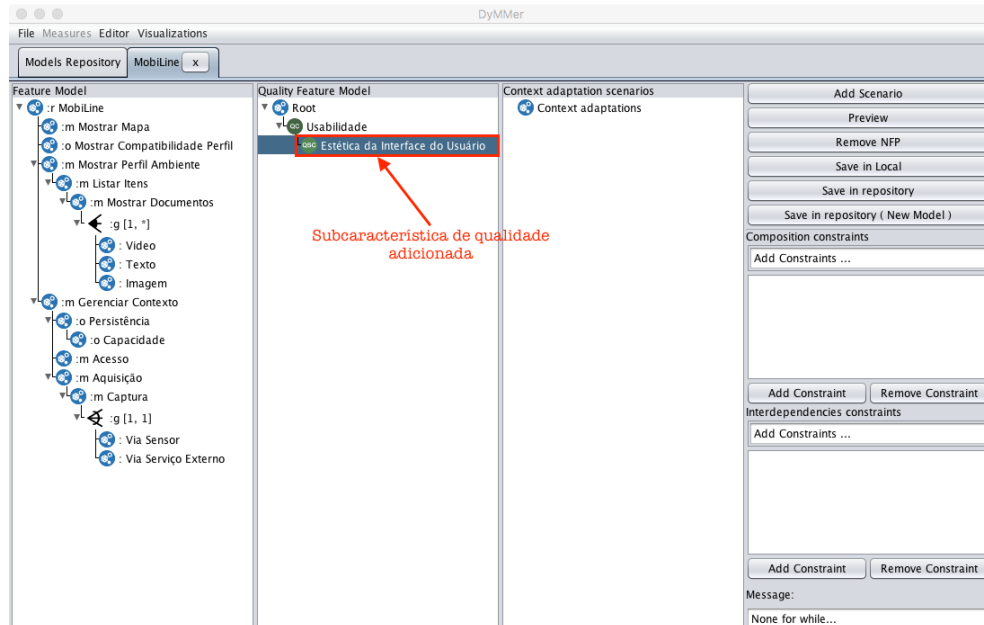 DyMMer
File Measures Editor Visualizations
Models Repository
MobiLine x
Feature Model
:r MobiLine
:m Mostrar Mapa
:o Mostrar Compatibilidade Perfil
:m Mostrar Perfil Ambiente
:m Listar Itens
:m Mostrar Documentos
:g [1, *]
: Video
: Texto
: Imagem
:m Gerenciar Contexto
:o Persistência
:o Capacidade
:m Acesso
:m Aquisição
:m Captura
:g [1, 1]
: Via Sensor
: Via Serviço Externo
Quality Feature Model
Root
QC Usabilidade
QSC Estética da Interface do Usuário
Subcaracterística de qualidade
adicionada
Context adaptation scenarios
Context adaptations
Add Scenario
Preview
Remove NFP
Save in Local
Save in repository
Save in repository ( New Model )
Composition constraints
Add Constraints ...
Add Constraint Remove Constraint
Interdependencies constraints
Add Constraints ...
Add Constraint Remove Constraint
Message:
None for while...